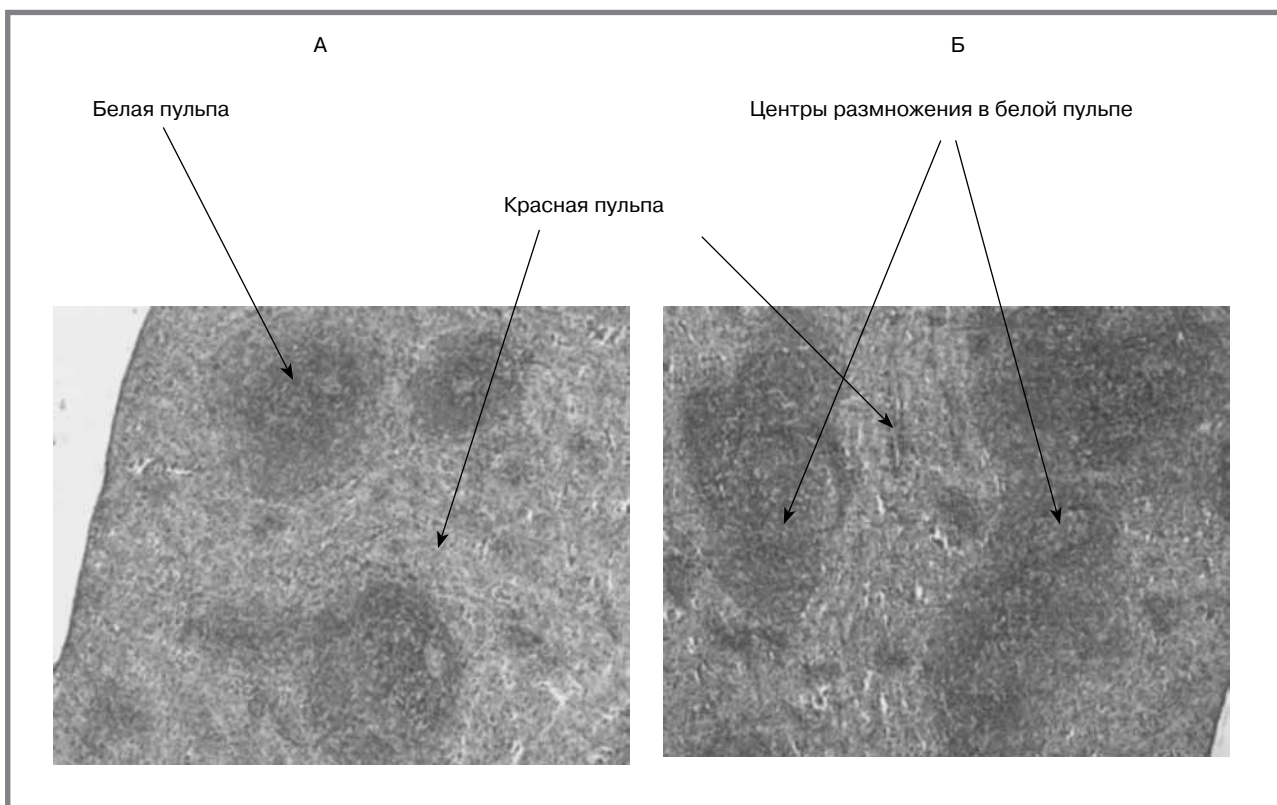 А
Б
Белая пульпа
Центры размножения в белой пульпе
Красная пульпа